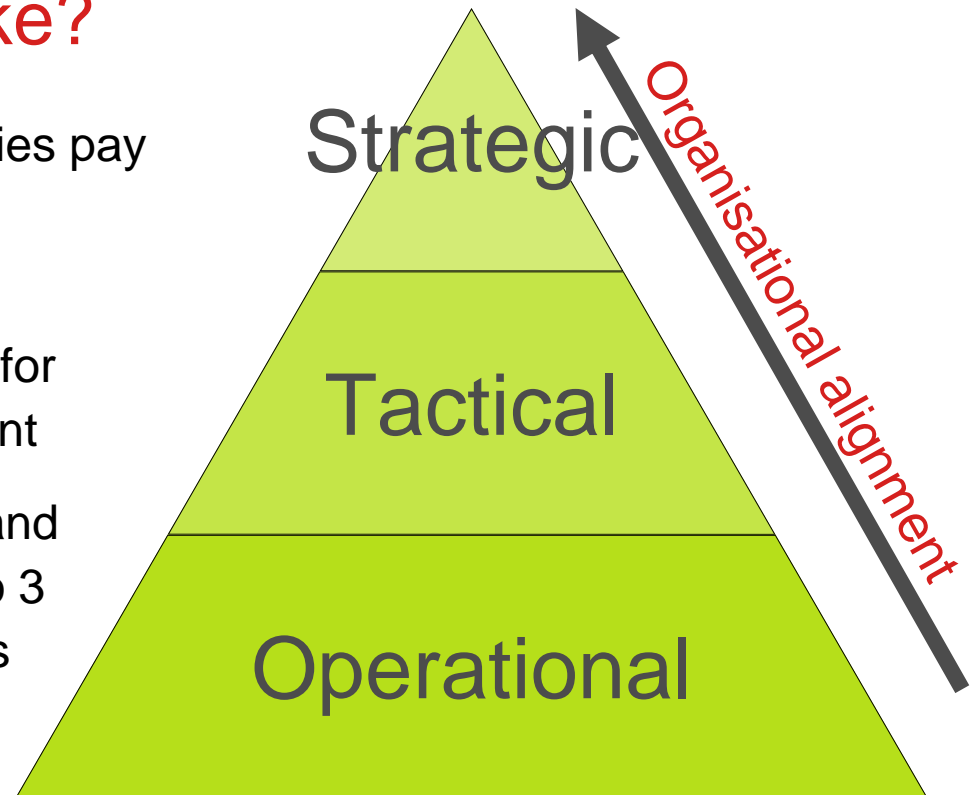 ke?
ies pay
for
nt
and
3
s
Strategic
Tactical
Operational
Organisational alignment